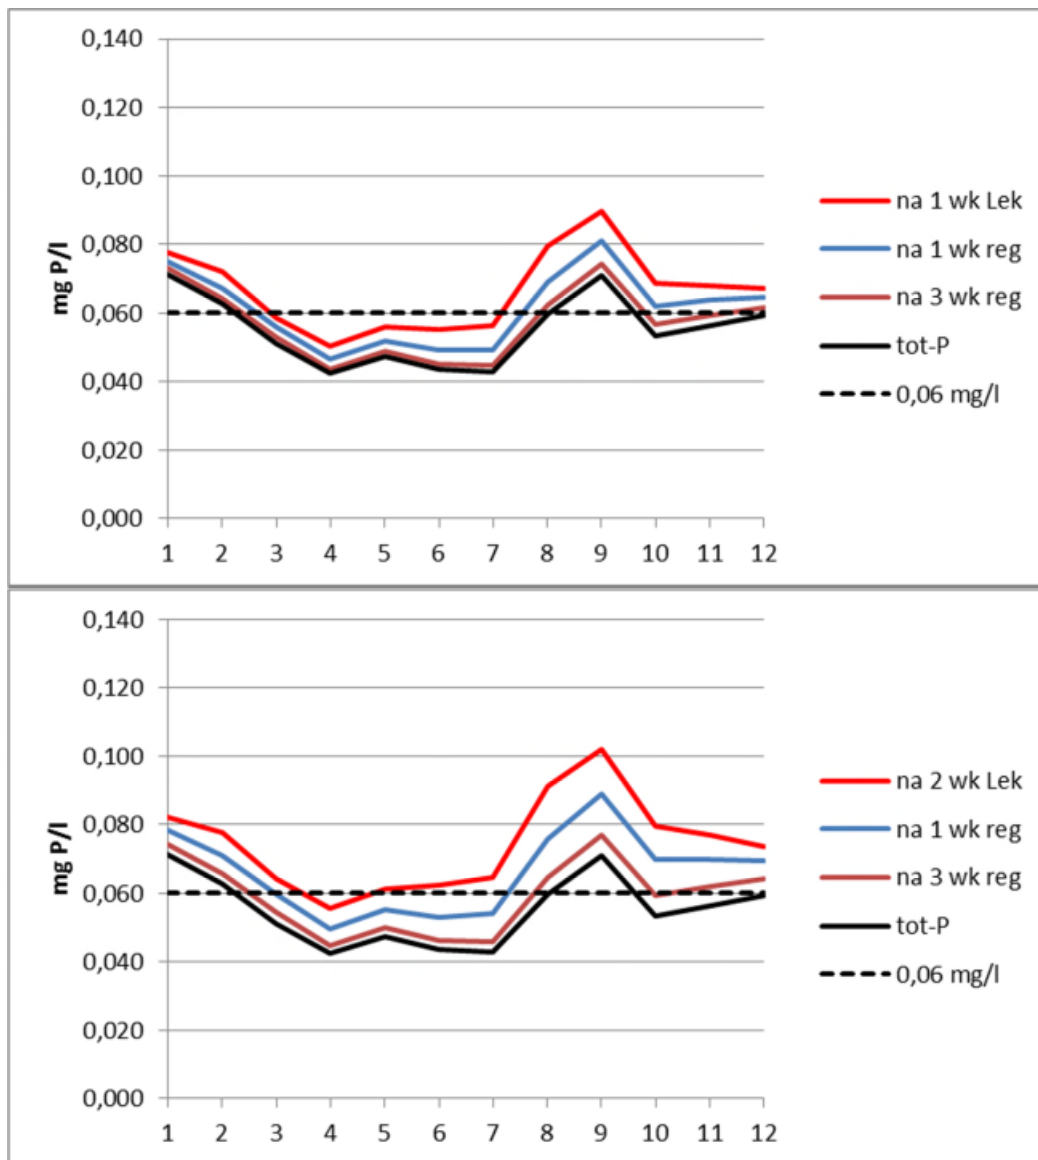 0,140
0,120
0,100
0,080
0,060
0,040
0,020
0,000
mg P/l
1 2 3 4 5 6 7 8 9 10 11 12
na 1 wk Lek
na 1 wk reg
na 3 wk reg
tot-P
0,06 mg/l
0,140
0,120
0,100
0,080
0,060
0,040
0,020
0,000
mg P/l
1 2 3 4 5 6 7 8 9 10 11 12
na 2 wk Lek
na 1 wk reg
na 3 wk reg
tot-P
0,06 mg/l